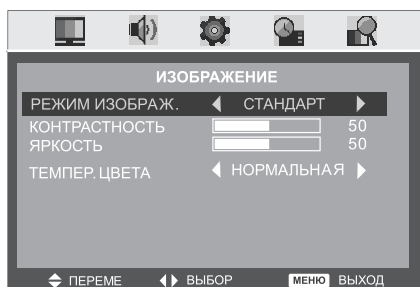 ИЗОБРАЖЕНИЕ
РЕЖИМ ИЗОБРАЖ. СТАНДАРТ
КОНТРАСТНОСТЬ 50
ЯРКОСТЬ 50
ТЕМПЕР. ЦВЕТА НОРМАЛЬНАЯ
ПЕРЕМЕ ВЫБОР МЕНЮ ВЫХОД